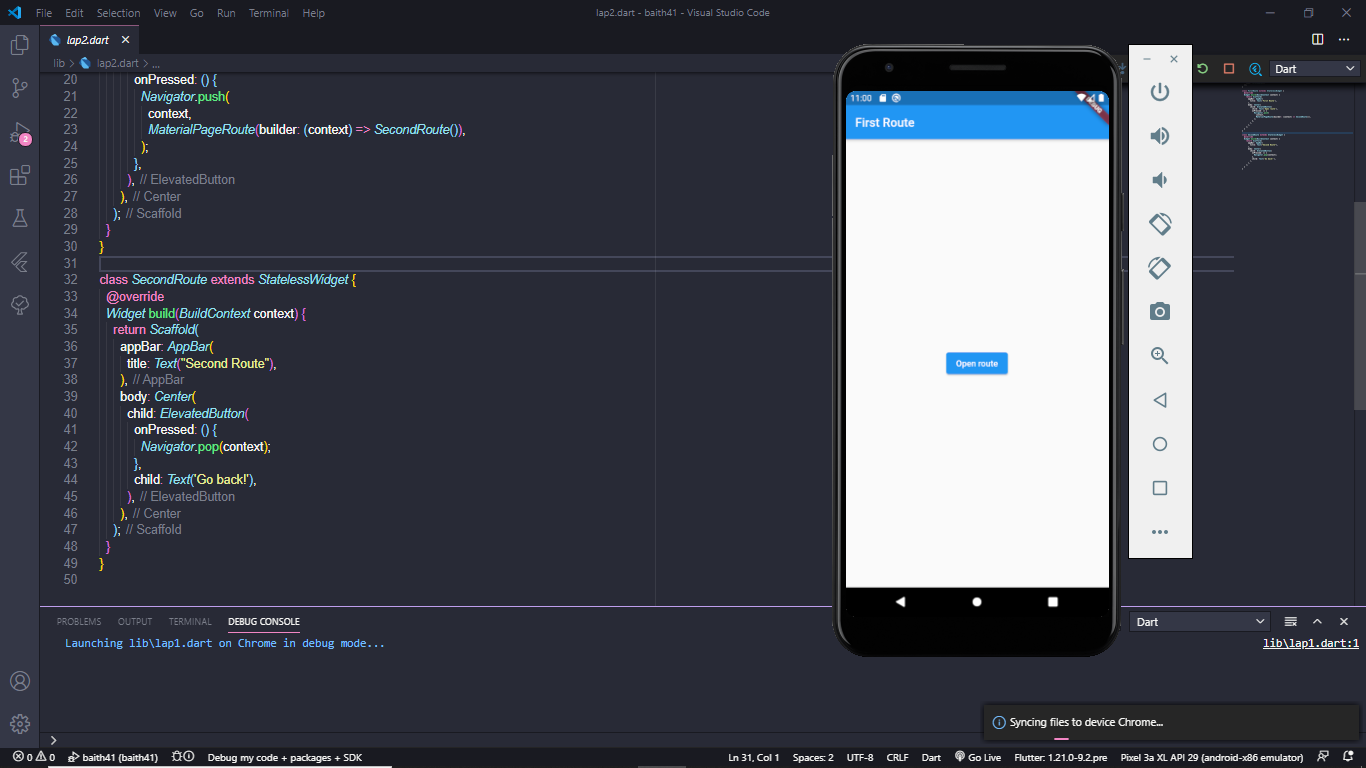 File Edit Selection View Go Run Terminal Help
lap2.dart - baith41 - Visual Studio Code
lap2.dart
lib > lap2.dart > ...
Dart
20 onPressed: () {
21 Navigator.push(
22 context,
23 MaterialPageRoute(builder: (context) => SecondRoute()),
24 );
25 },
26 ), // ElevatedButton
27 ), // Center
28 ); // Scaffold
29 }
30 }
31
32 class SecondRoute extends StatelessWidget {
33 @override
34 Widget build(BuildContext context) {
35 return Scaffold(
36 appBar: AppBar(
37 title: Text("Second Route"),
38 ), // AppBar
39 body: Center(
40 child: ElevatedButton(
41 onPressed: () {
42 Navigator.pop(context);
43 },
44 child: Text('Go back!'),
45 ), // ElevatedButton
46 ), // Center
47 ); // Scaffold
48 }
49 }
50
11:00
First Route
Open route
2
PROBLEMS OUTPUT TERMINAL DEBUG CONSOLE
Dart
Launching lib\lap1.dart on Chrome in debug mode...
lib\lap1.dart:1
Syncing files to device Chrome...
0 0 baith41 (baith41) Debug my code + packages + SDK
Ln 31, Col 1 Spaces: 2 UTF-8 CRLF Dart Go Live Flutter: 1.21.0-9.2.pre Pixel 3a XL API 29 (android-x86 emulator)